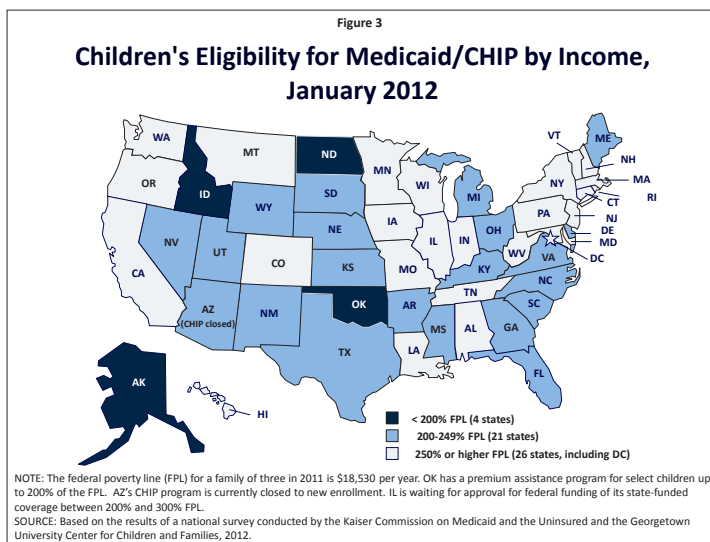 Figure 3
Children's Eligibility for Medicaid/CHIP by Income,
January 2012
WA
MT
ND
MN
VT
ME
NH
OR
ID
SD
WI
MI
NY
MA
CT
RI
WY
IA
PA
NJ
NV
NE
OH
DE
MD
UT
IL
IN
CA
CO
KS
MO
WV
VA
DC
KY
NC
TN
AZ
(CHIP closed)
NM
OK
AR
SC
MS
AL
GA
TX
LA
FL
AK
HI
< 200% FPL (4 states)
200-249% FPL (21 states)
250% or higher FPL (26 states, including DC)
NOTE: The federal poverty line (FPL) for a family of three in 2011 is $18,530 per year. OK has a premium assistance program for select children up
to 200% of the FPL. AZ's CHIP program is currently closed to new enrollment. IL is waiting for approval for federal funding of its state-funded
coverage between 200% and 300% FPL.
SOURCE: Based on the results of a national survey conducted by the Kaiser Commission on Medicaid and the Uninsured and the Georgetown
University Center for Children and Families, 2012.